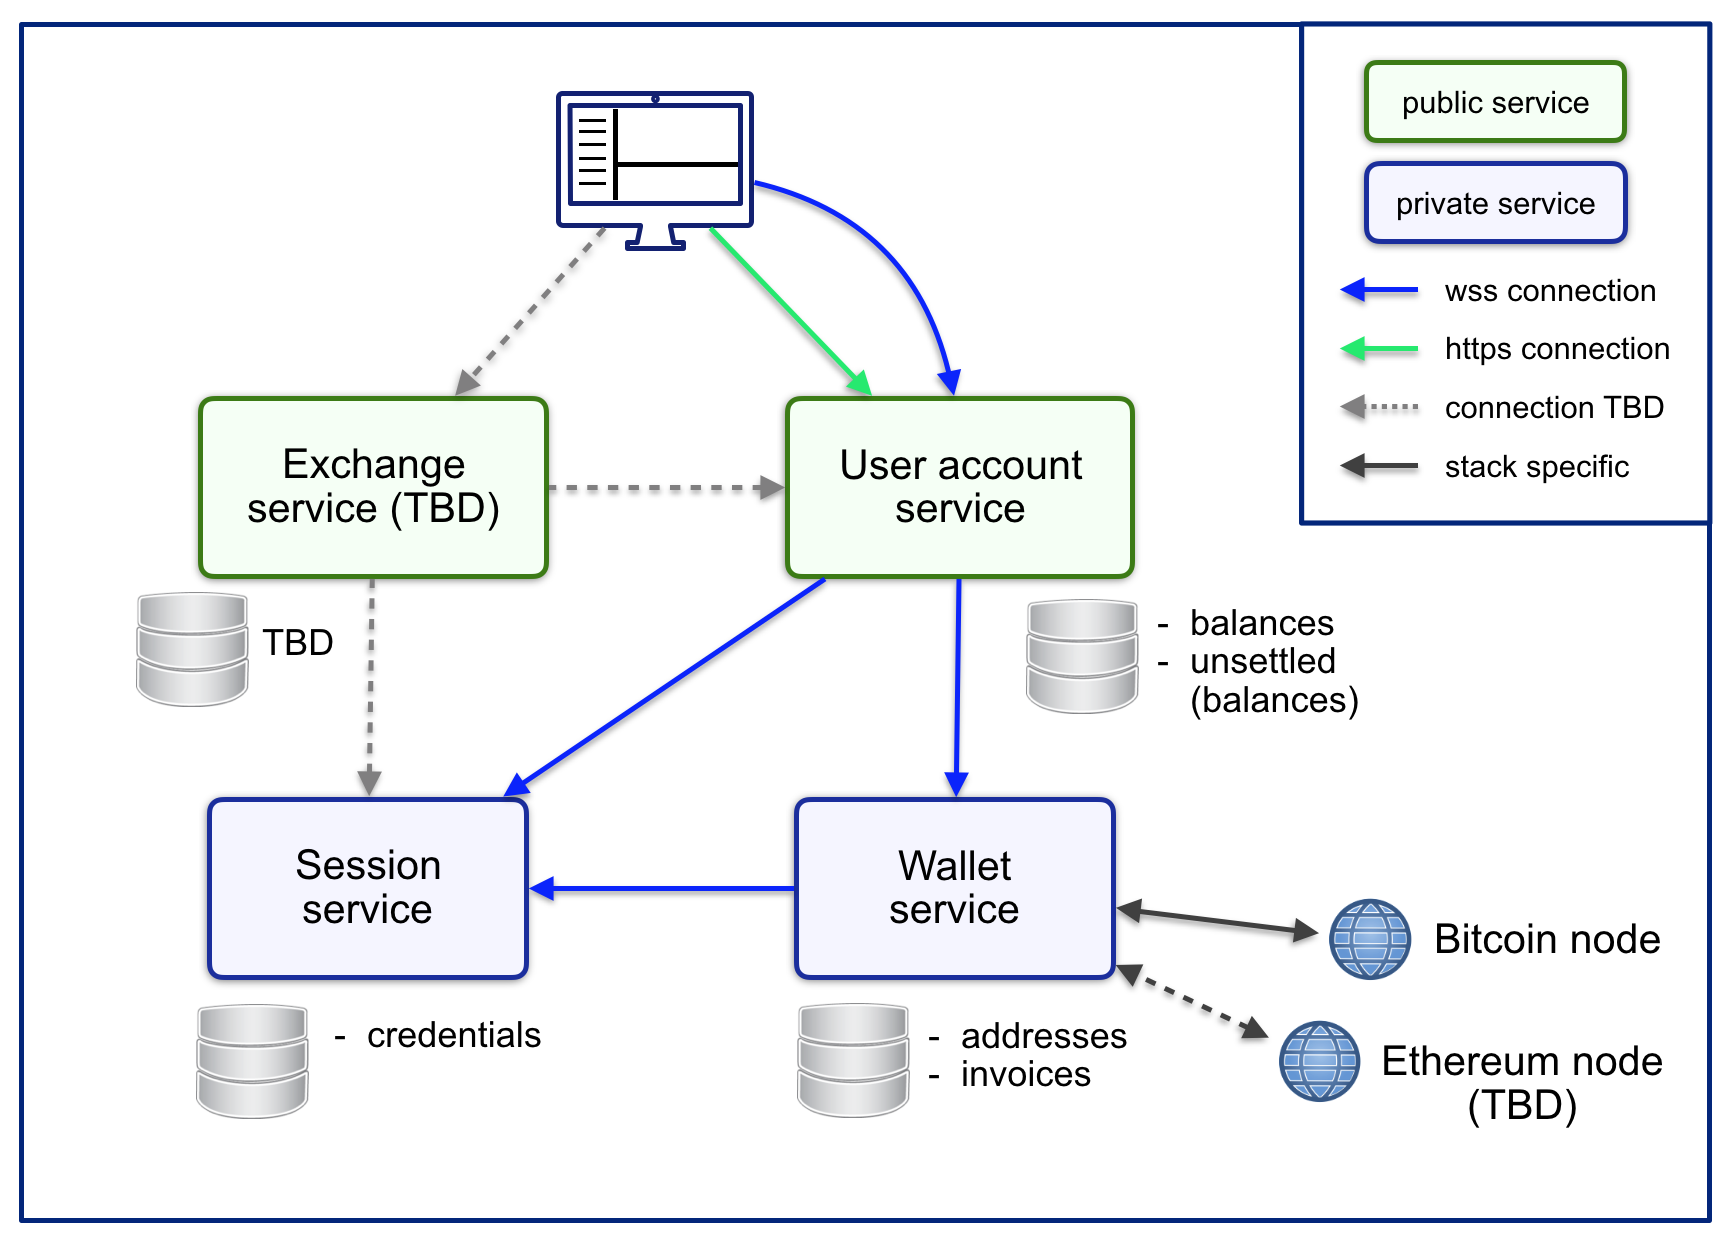 public service
private service
wss connection
https connection
connection TBD
stack specific
Exchange
service (TBD)
User account
service
TBD
- balances
- unsettled
(balances)
Session
service
Wallet
service
Bitcoin node
- credentials
- addresses
- invoices
Ethereum node
(TBD)